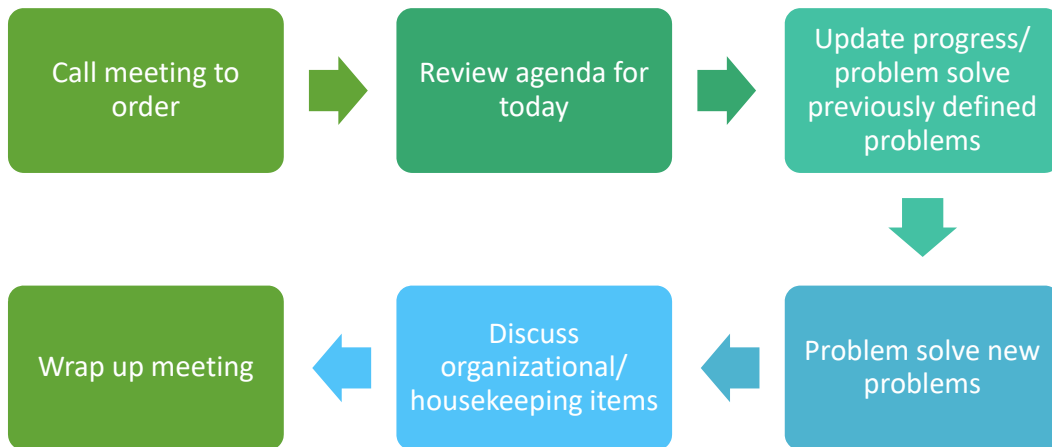 Call meeting to
order
Review agenda for
today
Update progress/
problem solve
previously defined
problems
Problem solve new
problems
Discuss
organizational/
housekeeping items
Wrap up meeting